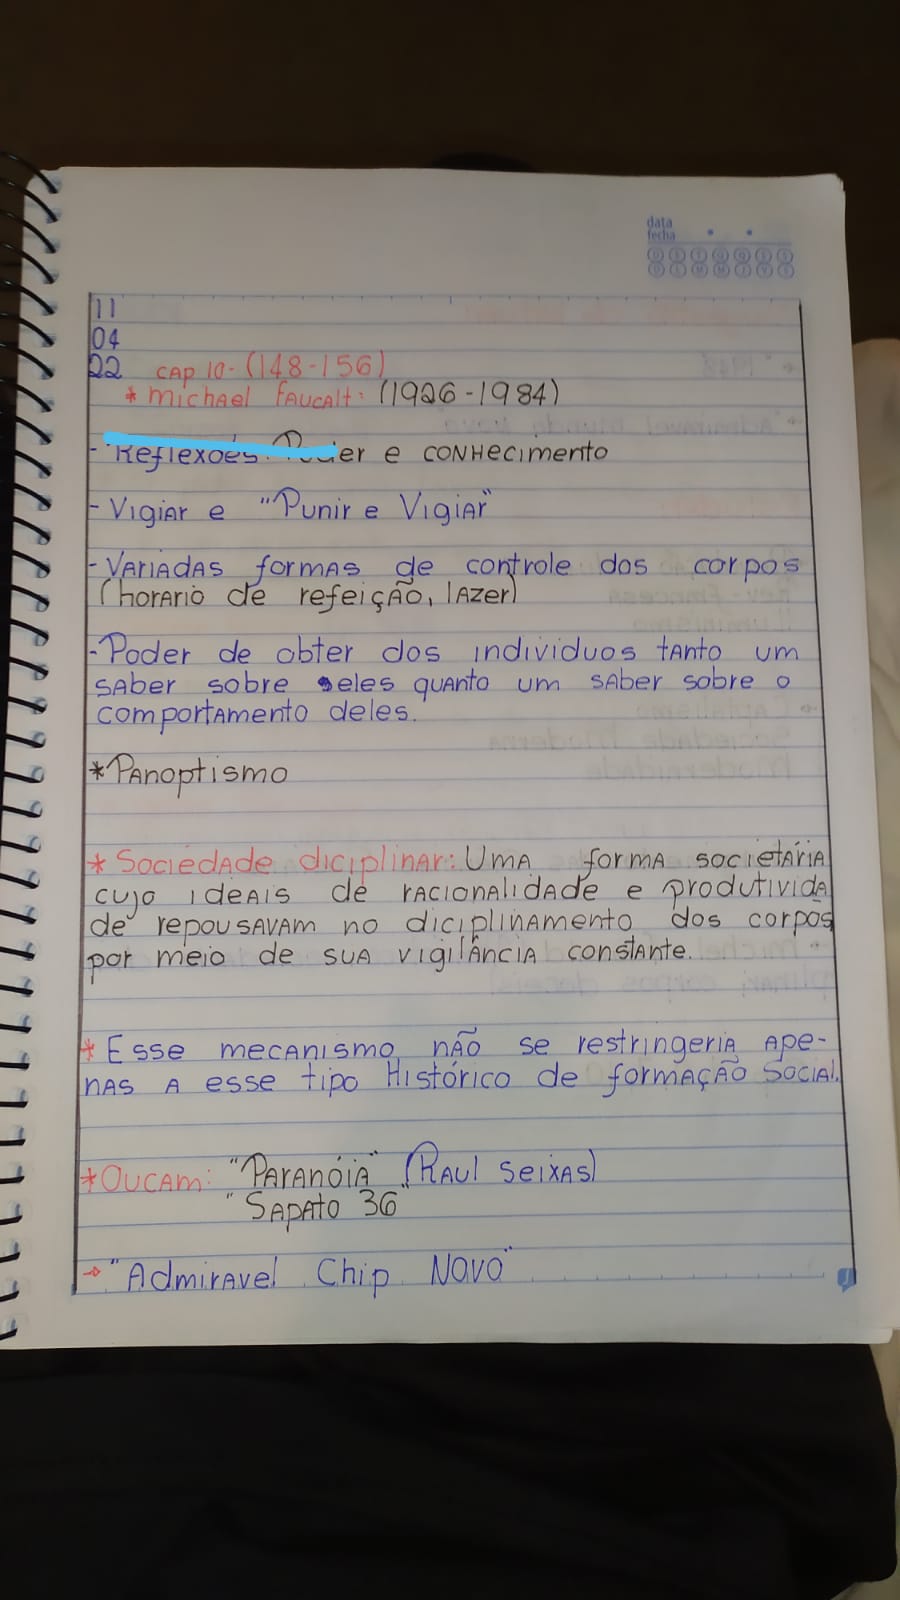 data
fecha
11
04
22 CAP 10- (148-156)
* Michael FAUCAlt: (1926-1984)
- Reflexões: Poder e CONHecimento
- Vigiar e "Punir e Vigiar"
- VARIADAS formas de controle dos corpos
(horario de refeição, lazer)
- Poder de obter dos individuos tanto um
saber sobre eles quanto um saber sobre o
comportamento deles.
* Panoptismo
* Sociedade diciplinar: Uma forma societária
cujo ideais de racionalidade e produtivida
de repousavam no diciplinamento dos corpos
por meio de sua vigilância constante.
* Esse mecanismo não se restringeria ape-
nas a esse tipo Histórico de formação social.
* Oucam: "Paranóia" (Raul Seixas)
"Sapato 36"
→ "Admiravel Chip Novo"